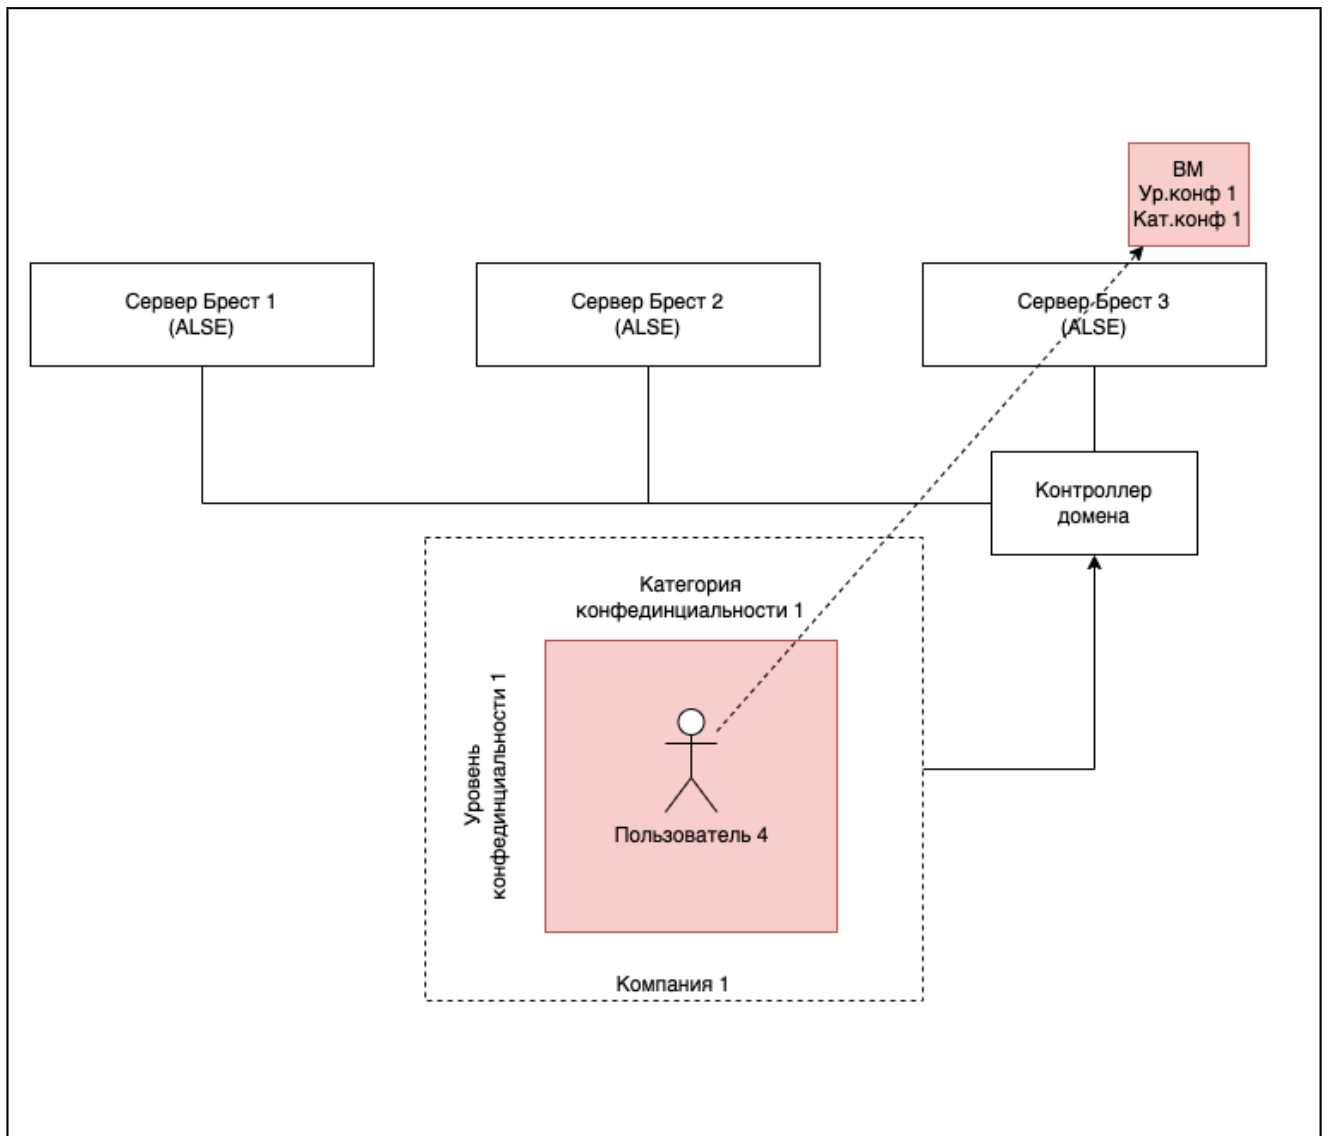 ВМ
Ур.конф 1
Кат.конф 1
Сервер Брест 1
(ALSE)
Сервер Брест 2
(ALSE)
Сервер Брест 3
(ALSE)
Контроллер
домена
Категория
конфединциальности 1
Уровень
конфединциальности 1
Пользователь 4
Компания 1